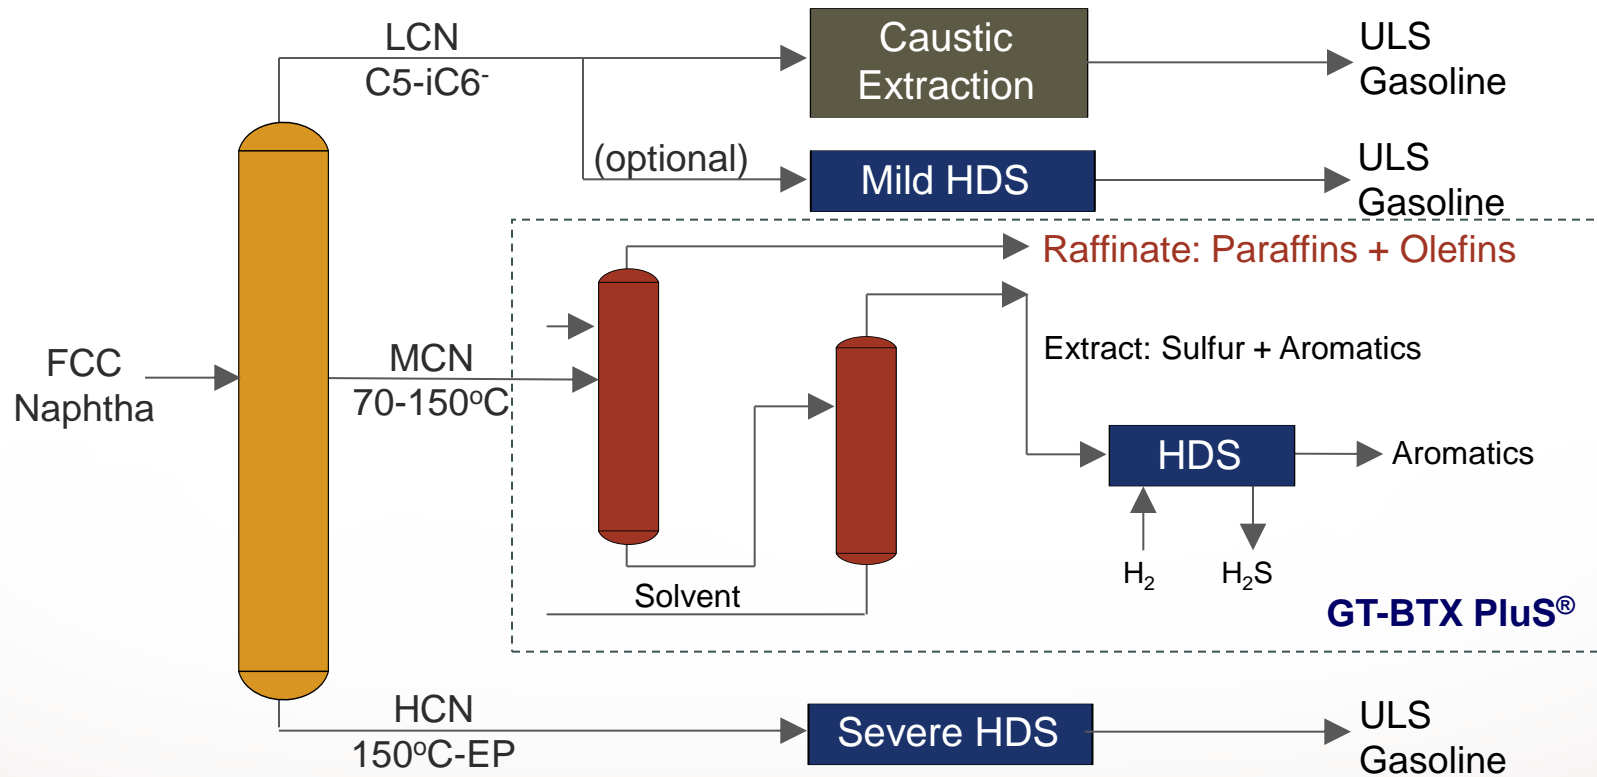 LCN
C5-iC6⁻
Caustic
Extraction
ULS
Gasoline
(optional)
Mild HDS
ULS
Gasoline
Raffinate: Paraffins + Olefins
FCC
Naphtha
MCN
70-150ºC
Extract: Sulfur + Aromatics
HDS
Aromatics
H₂
H₂S
Solvent
GT-BTX PluS®
HCN
150ºC-EP
Severe HDS
ULS
Gasoline